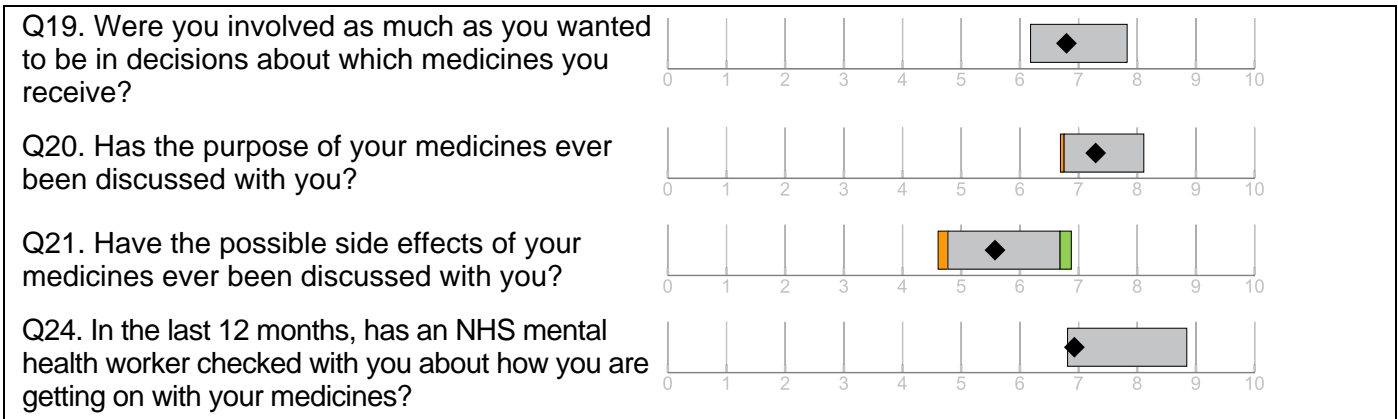 Q19. Were you involved as much as you wanted
to be in decisions about which medicines you
receive?
0 1 2 3 4 5 6 7 8 9 10
Q20. Has the purpose of your medicines ever
been discussed with you?
0 1 2 3 4 5 6 7 8 9 10
Q21. Have the possible side effects of your
medicines ever been discussed with you?
0 1 2 3 4 5 6 7 8 9 10
Q24. In the last 12 months, has an NHS mental
health worker checked with you about how you are
getting on with your medicines?
0 1 2 3 4 5 6 7 8 9 10